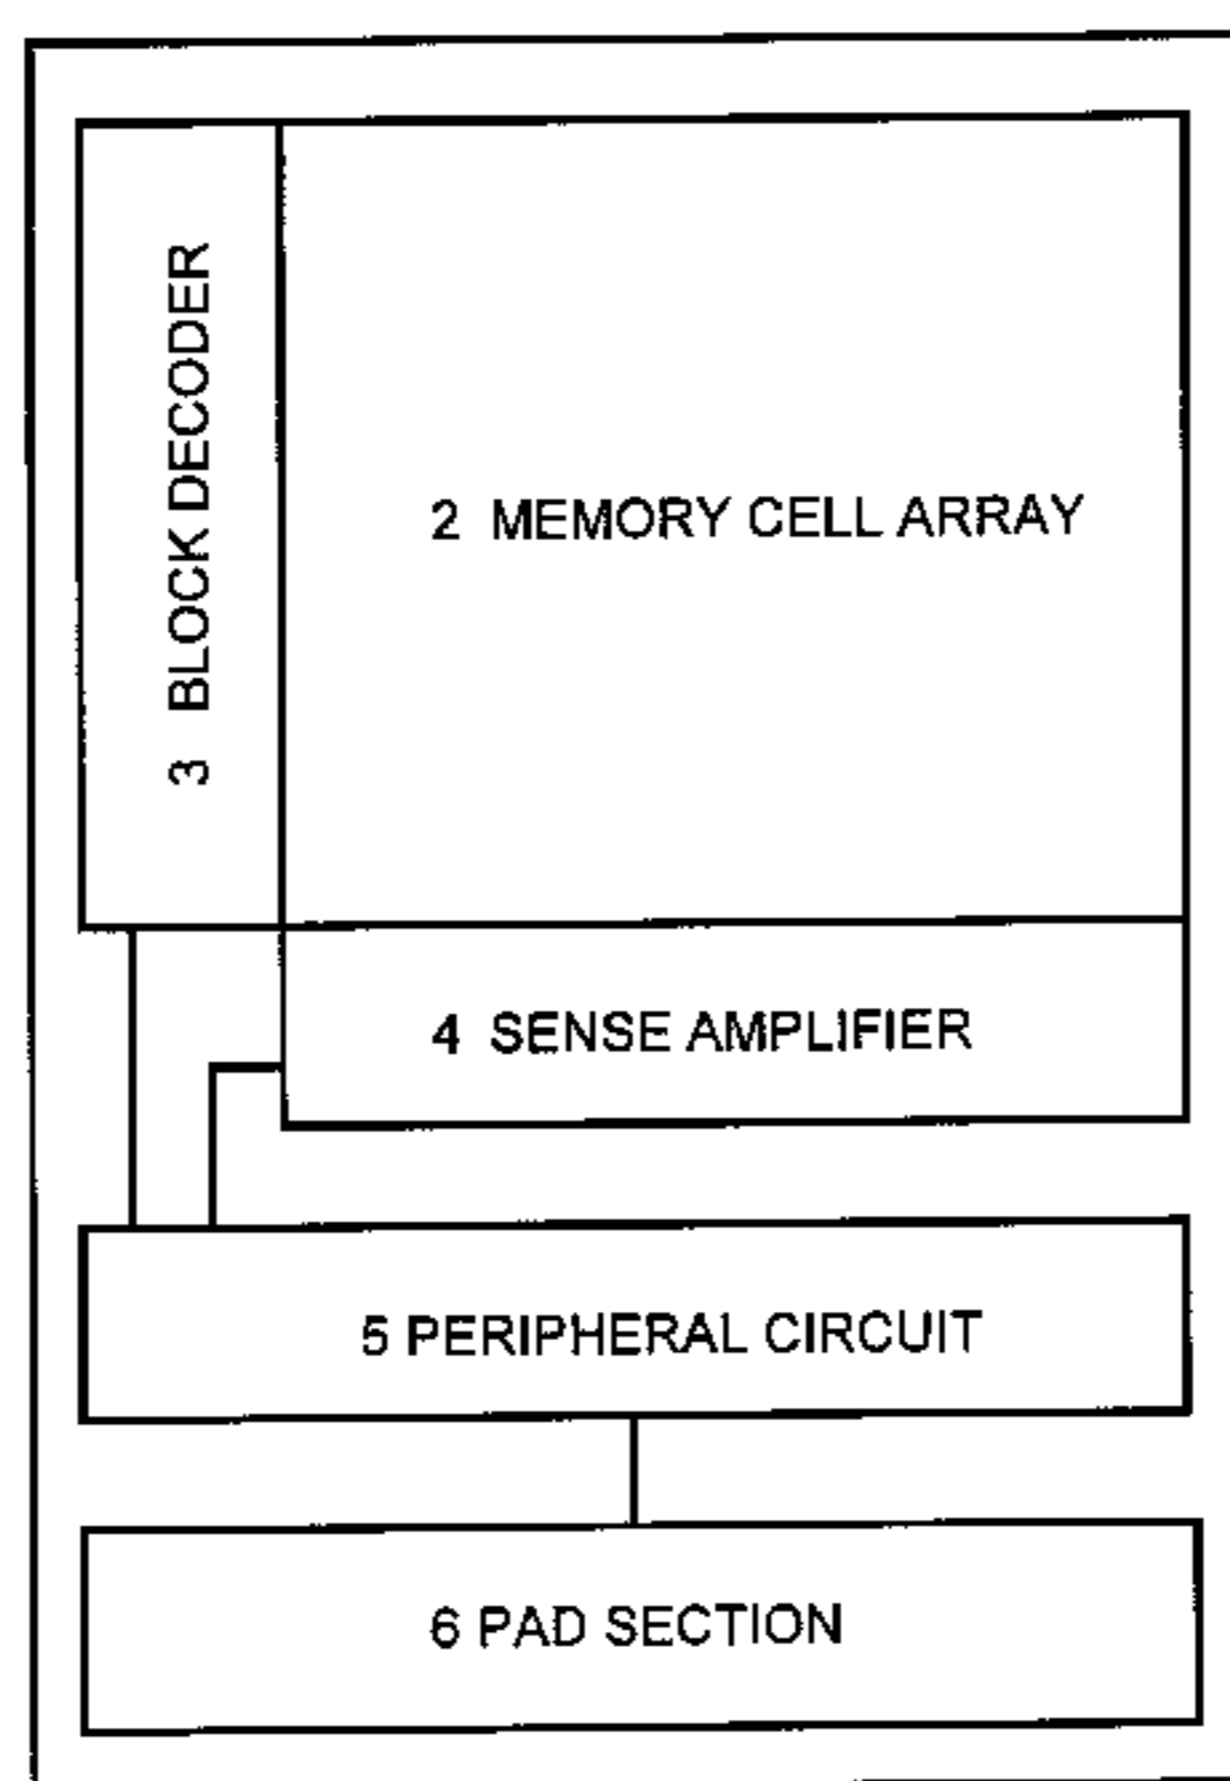 3 BLOCK DECODER
2 MEMORY CELL ARRAY
4 SENSE AMPLIFIER
5 PERIPHERAL CIRCUIT
6 PAD SECTION